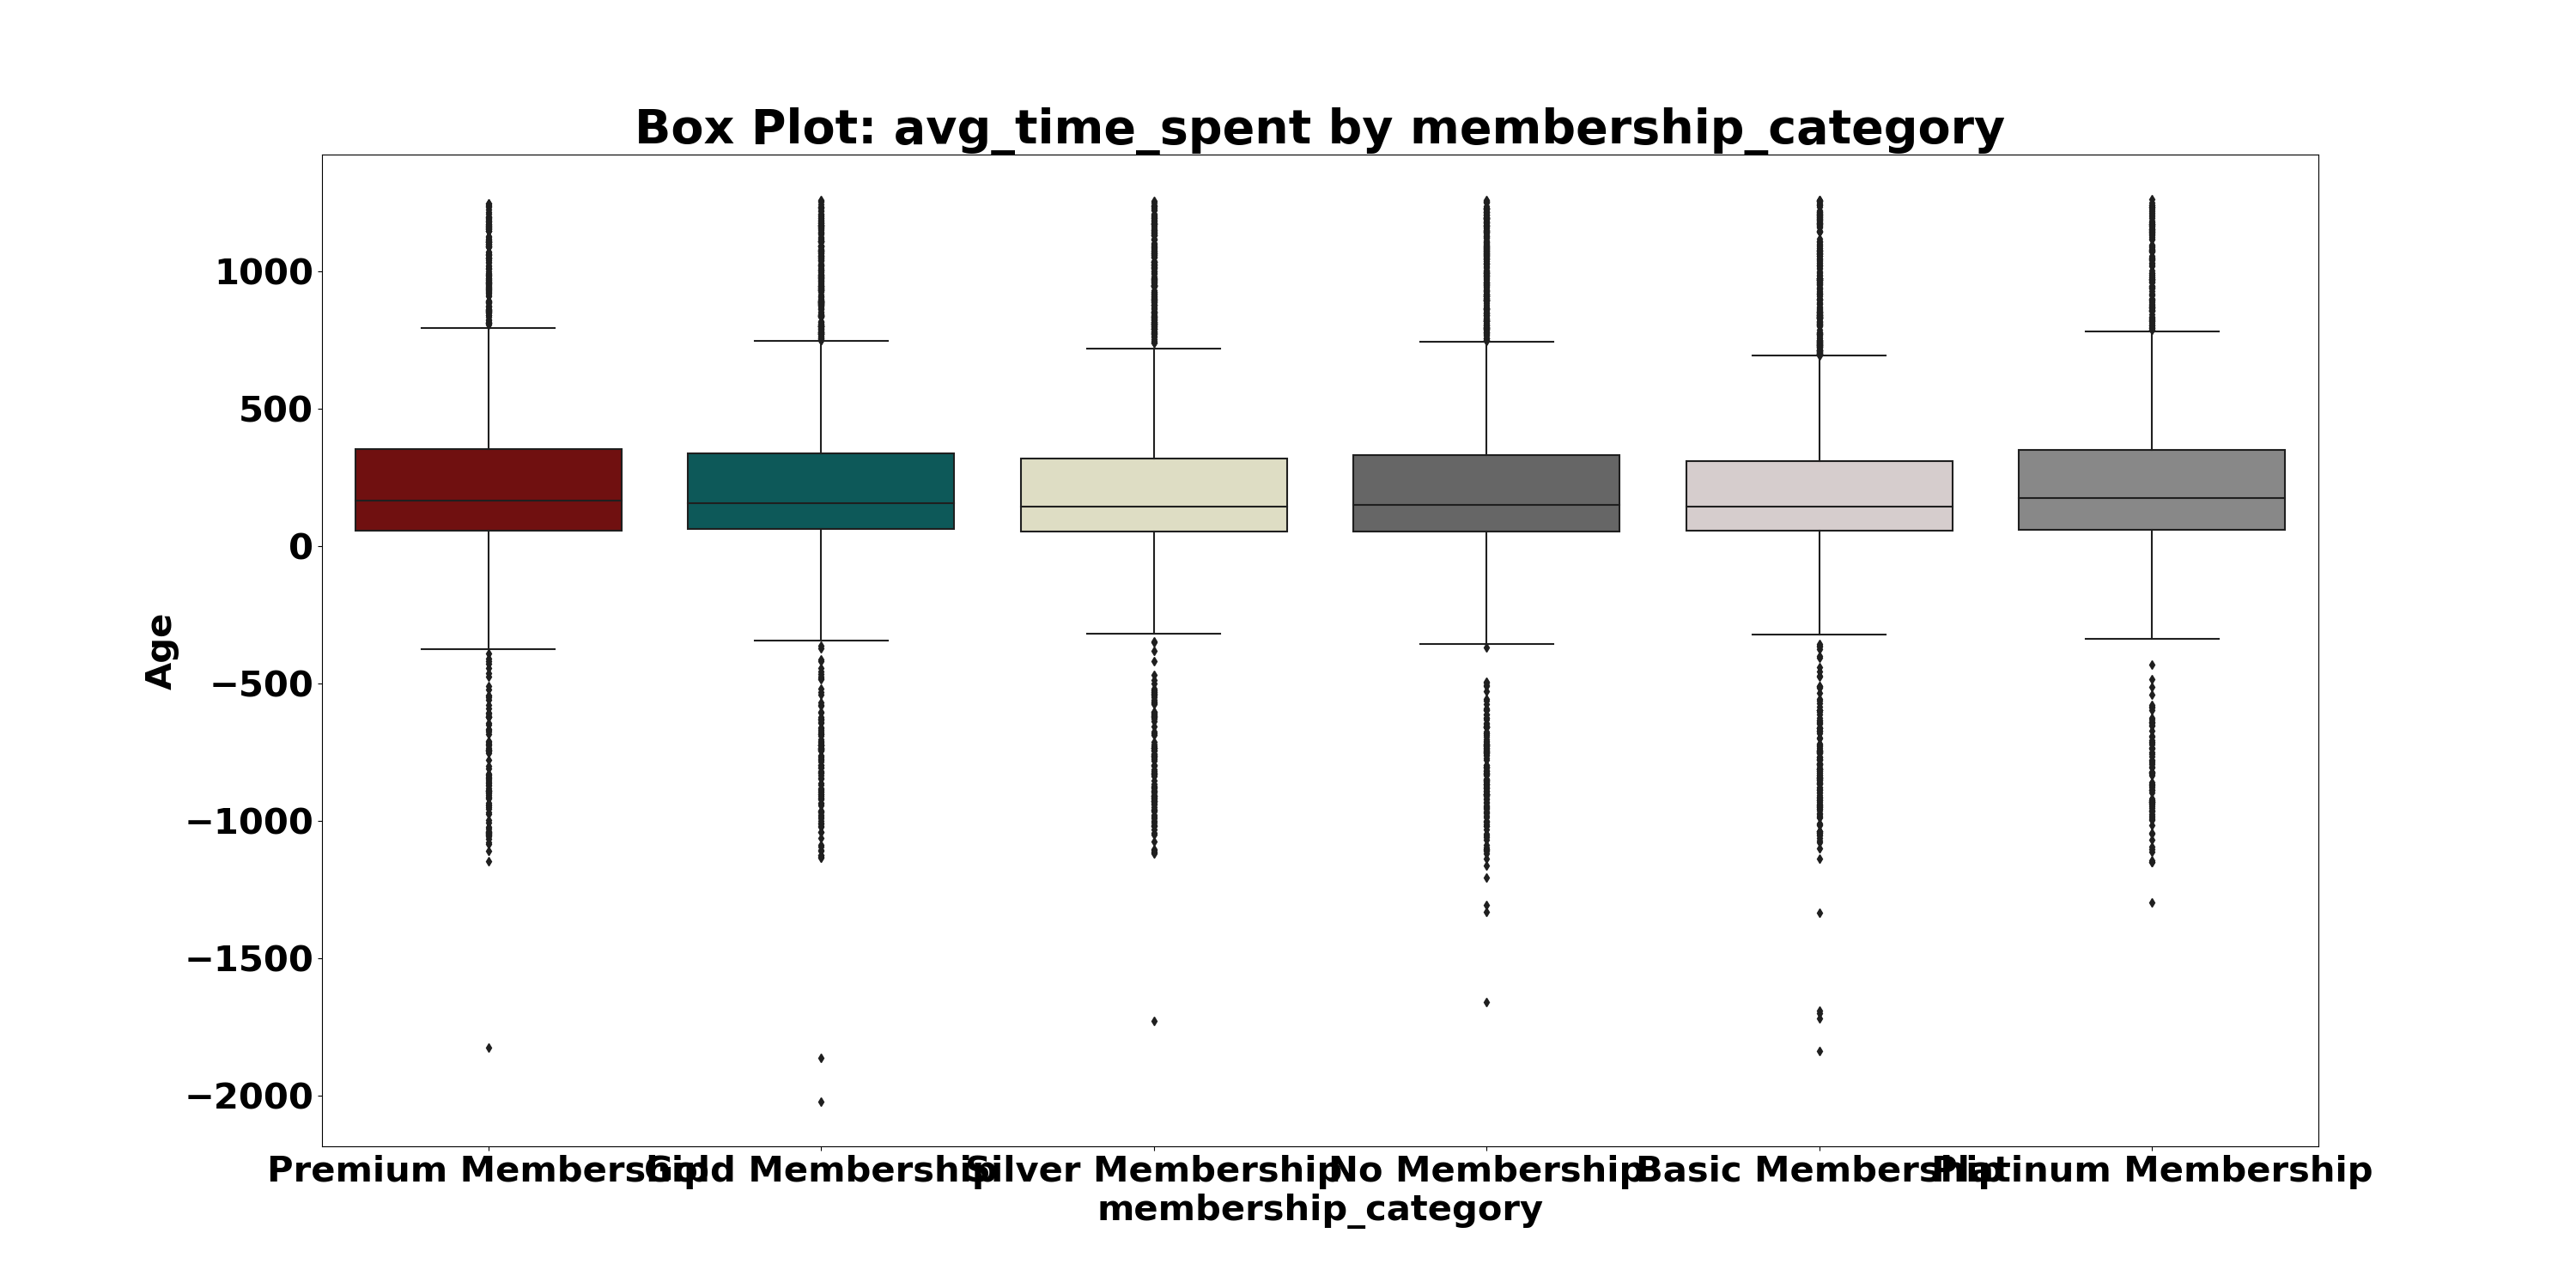 Box Plot: avg_time_spent by membership_category
1000
500
0
−500
−1000
−1500
−2000
Age
Premium Membership Gold Membership Silver Membership No Membership Basic Membership Platinum Membership
membership_category